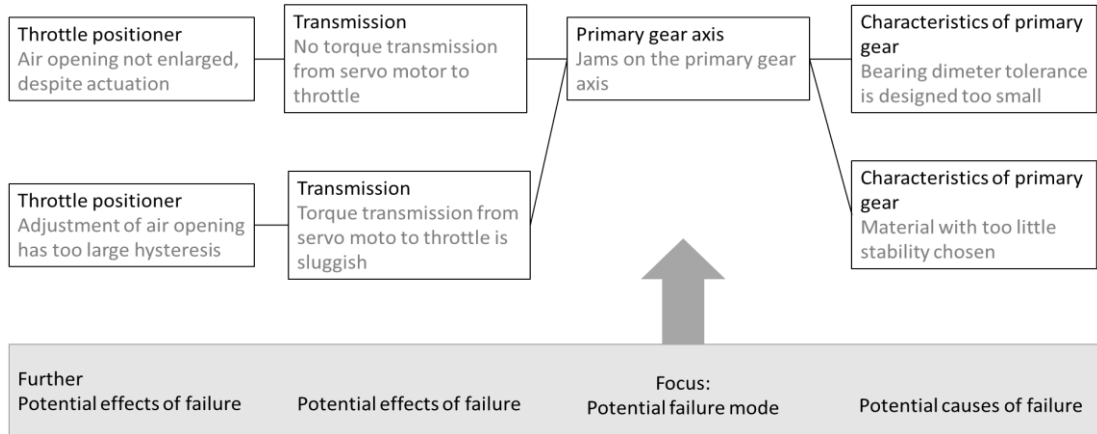 Throttle positioner
Air opening not enlarged,
despite actuation
Transmission
No torque transmission
from servo motor to
throttle
Primary gear axis
Jams on the primary gear
axis
Characteristics of primary
gear
Bearing dimeter tolerance
is designed too small
Throttle positioner
Adjustment of air opening
has too large hysteresis
Transmission
Torque transmission from
servo moto to throttle is
sluggish
Characteristics of primary
gear
Material with too little
stability chosen
Further
Potential effects of failure
Potential effects of failure
Focus:
Potential failure mode
Potential causes of failure